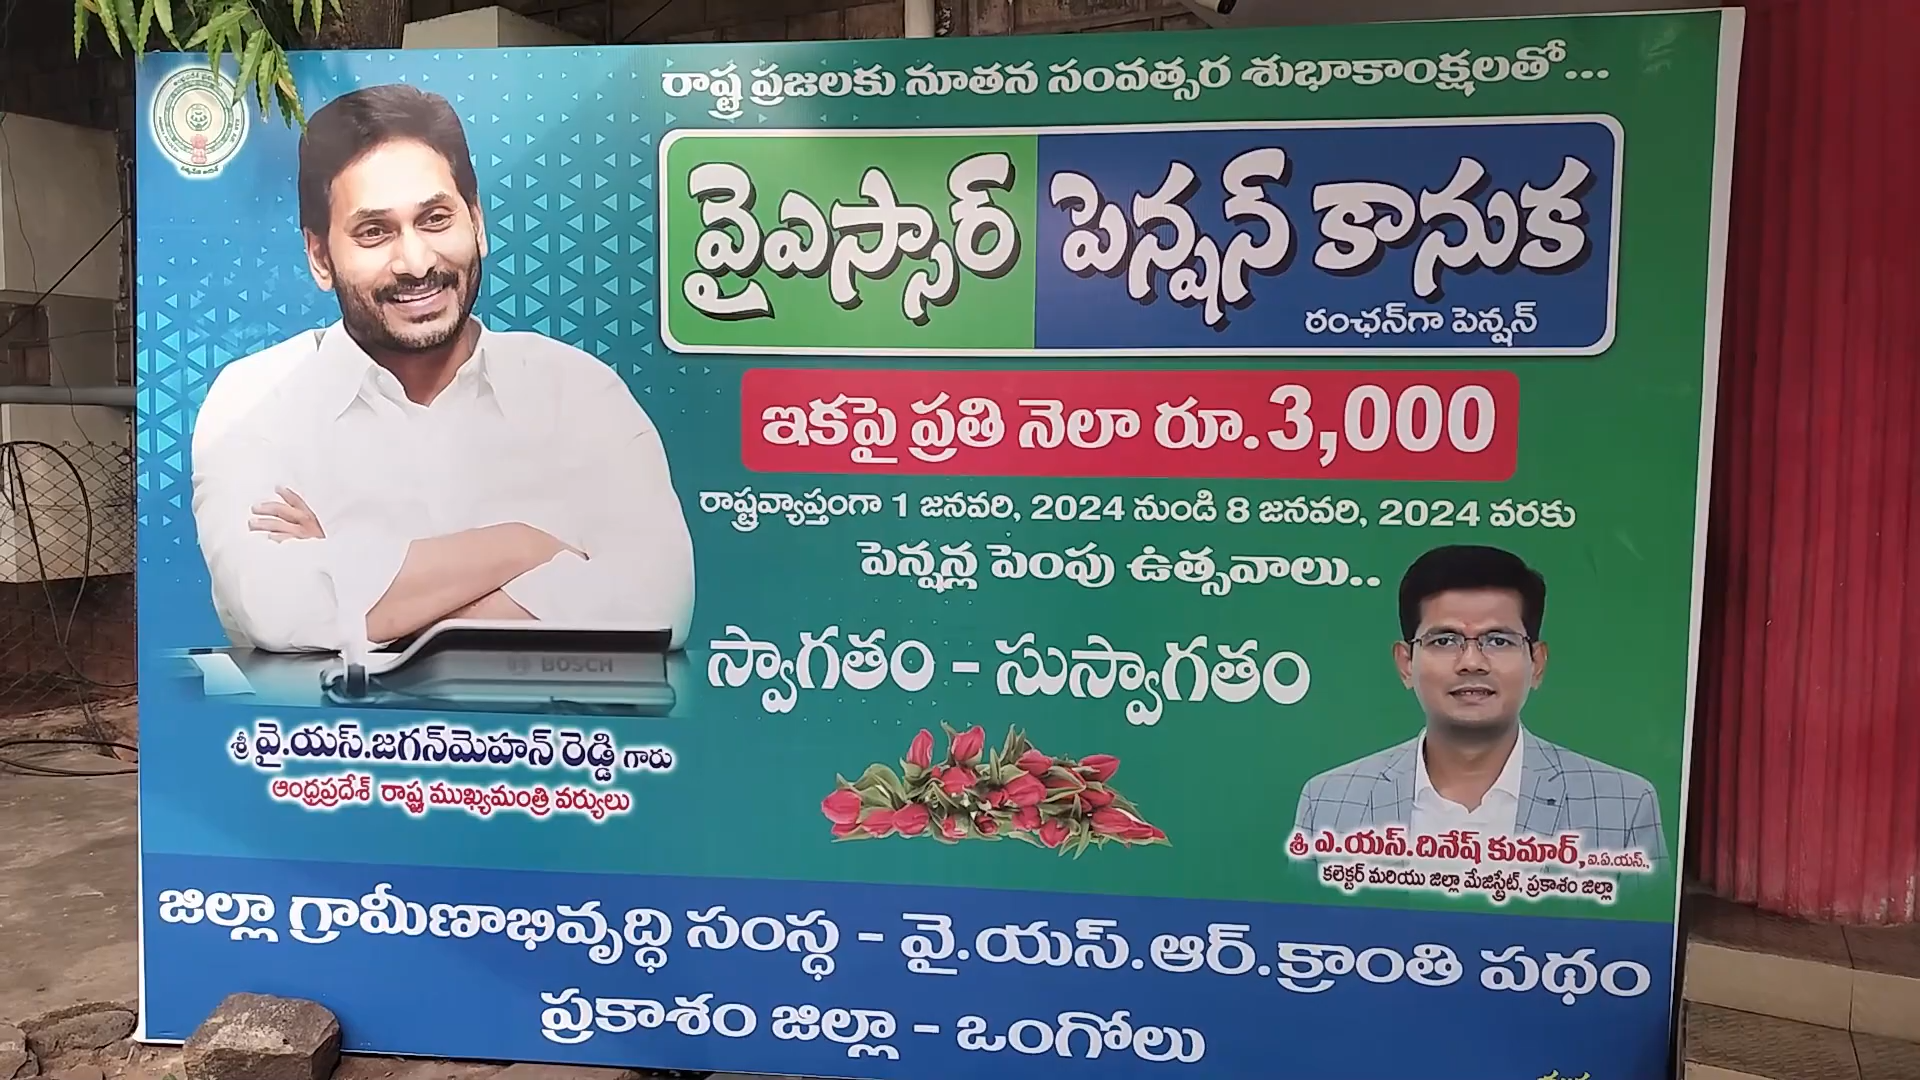 రాష్ట్ర ప్రజలకు నూతన సంవత్సర శుభాకాంక్షలతో...
వైఎస్సార్ పెన్షన్ కానుక
ఠంఛన్‌గా పెన్షన్
ఇకపై ప్రతి నెలా రూ.3,000
రాష్ట్రవ్యాప్తంగా 1 జనవరి, 2024 నుండి 8 జనవరి, 2024 వరకు
పెన్షన్ల పెంపు ఉత్సవాలు..
స్వాగతం - సుస్వాగతం
BOSCH
శ్రీ వై.యస్.జగన్‌మెహన్ రెడ్డి గారు
ఆంధ్రప్రదేశ్ రాష్ట్ర ముఖ్యమంత్రి వర్యులు
శ్రీ ఎ.యస్.దినేష్ కుమార్, ఐ.ఏ.యస్.,
కలెక్టర్ మరియు జిల్లా మేజిస్ట్రేట్, ప్రకాశం జిల్లా
జిల్లా గ్రామీణాభివృద్ధి సంస్ధ - వై.యస్.ఆర్.క్రాంతి పథం
ప్రకాశం జిల్లా - ఒంగోలు